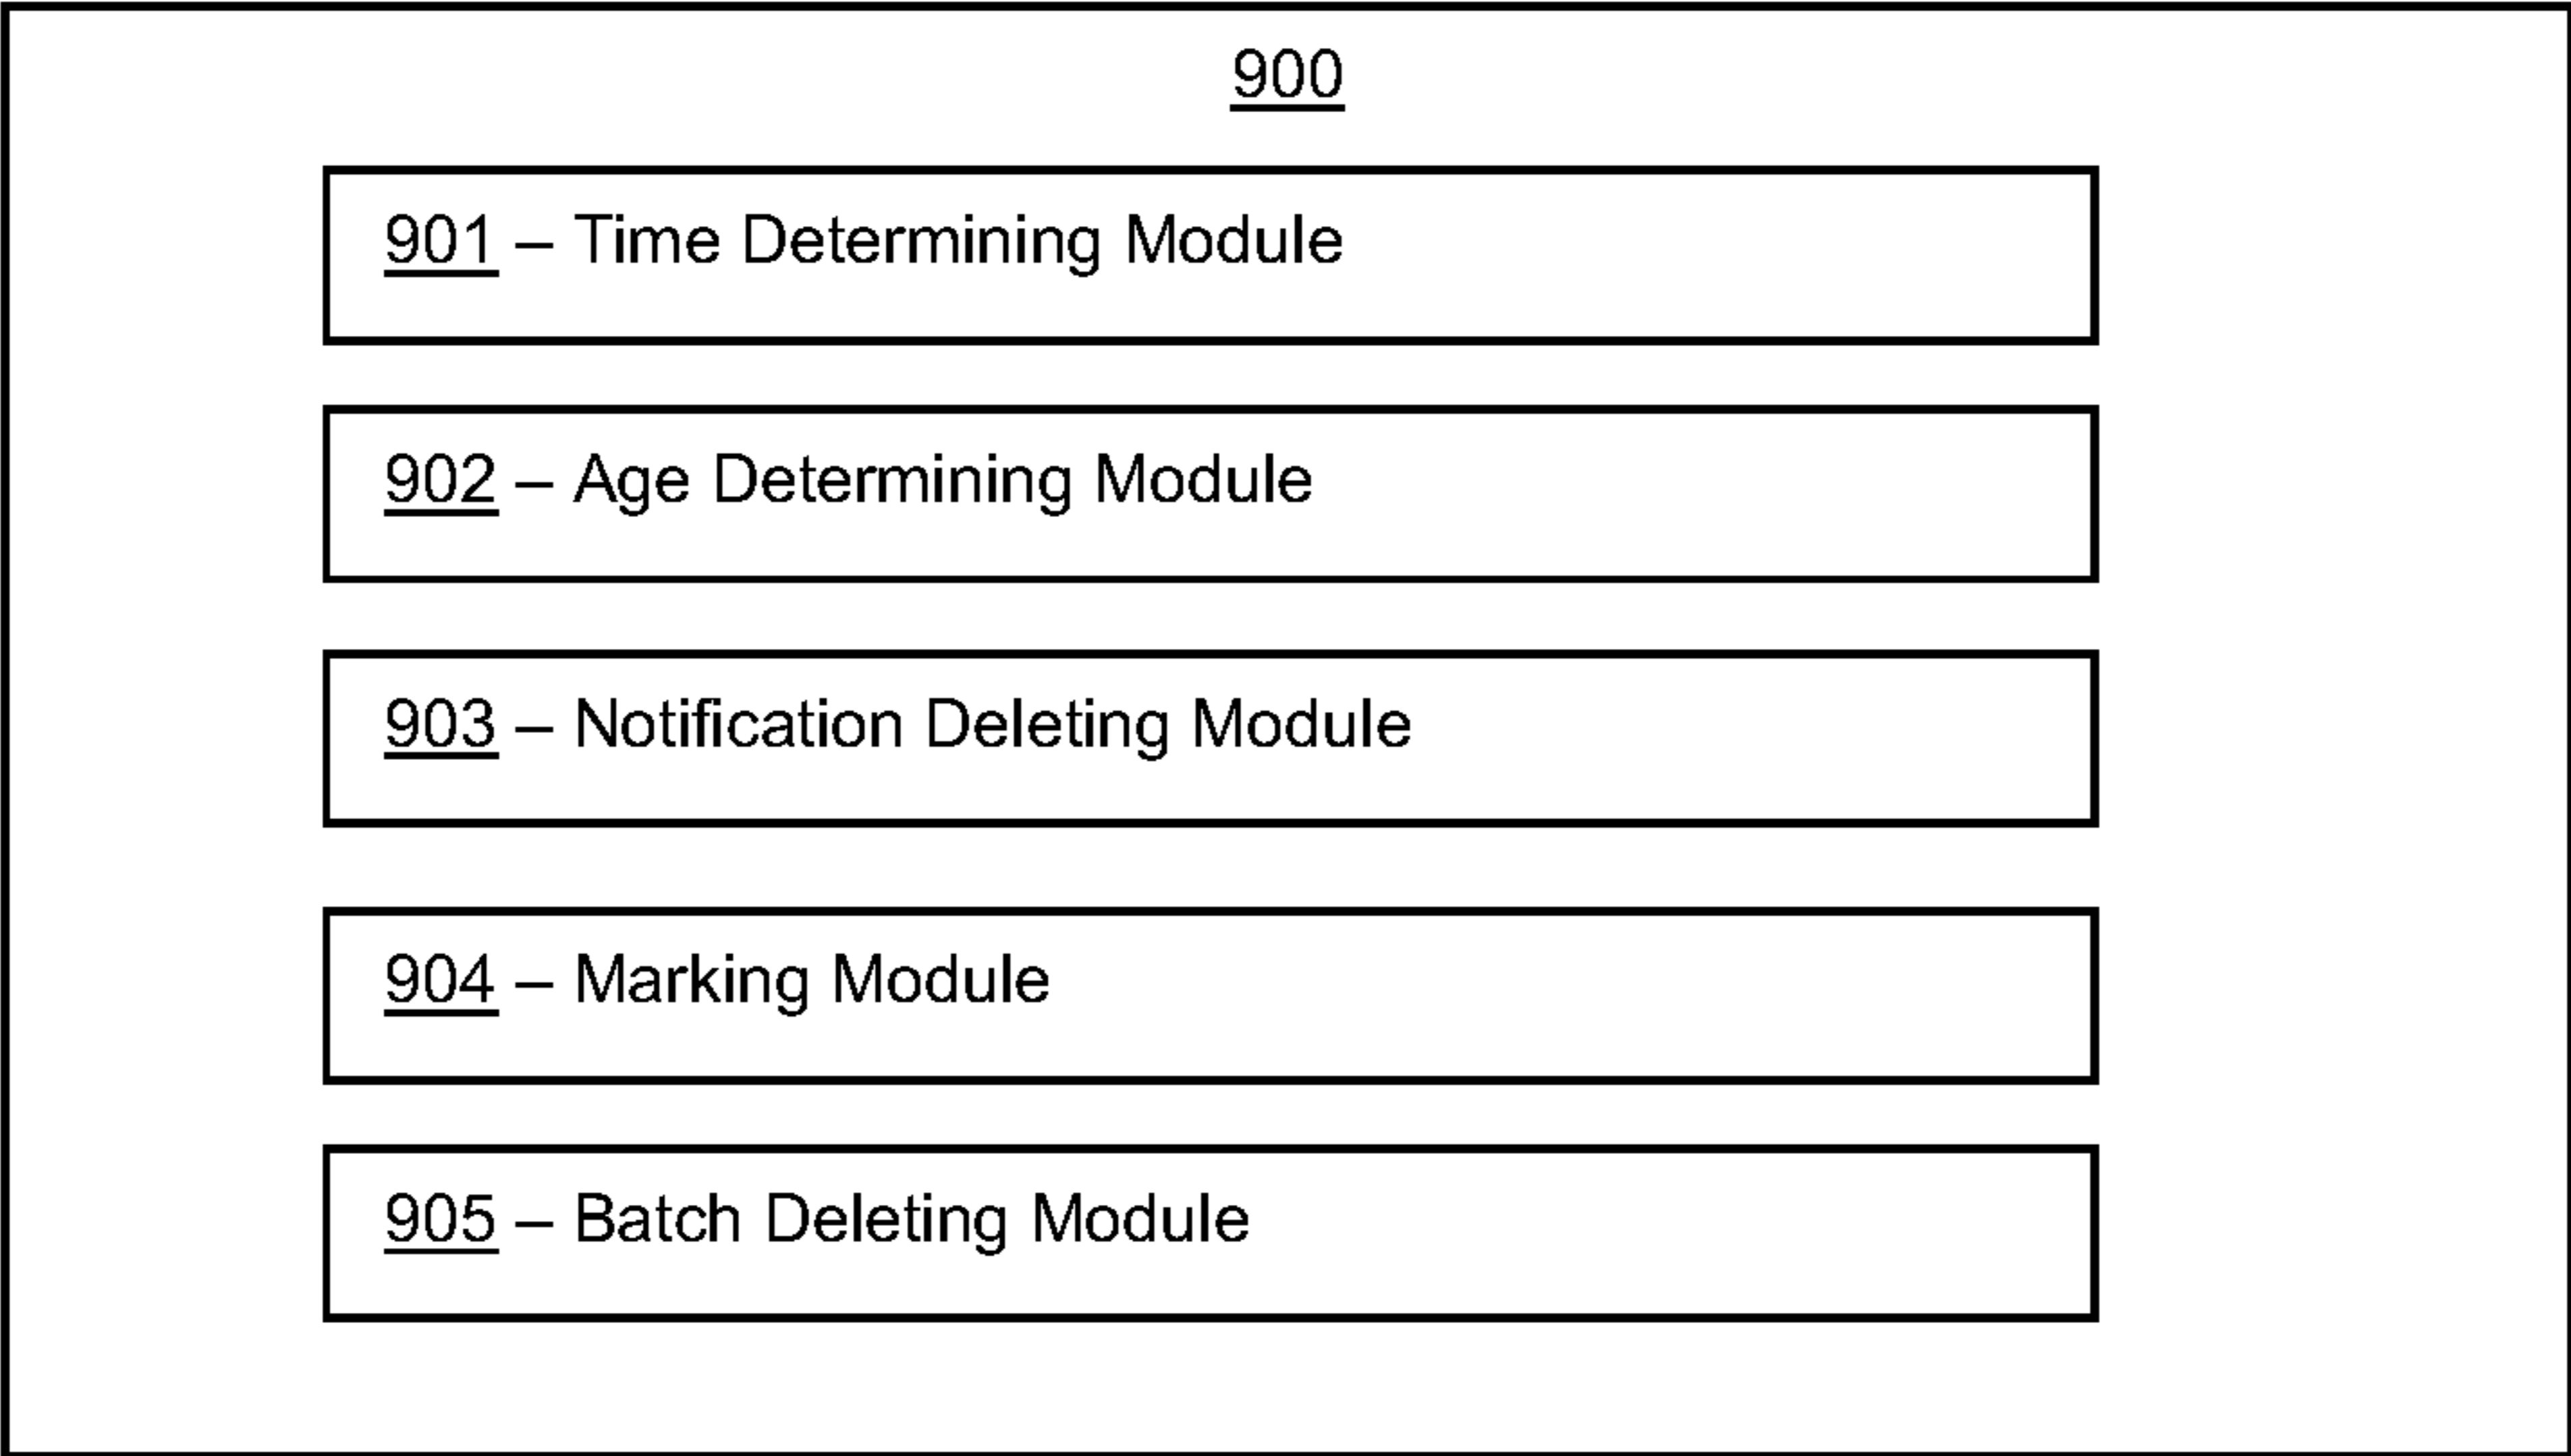 900
901 – Time Determining Module
902 – Age Determining Module
903 – Notification Deleting Module
904 – Marking Module
905 – Batch Deleting Module